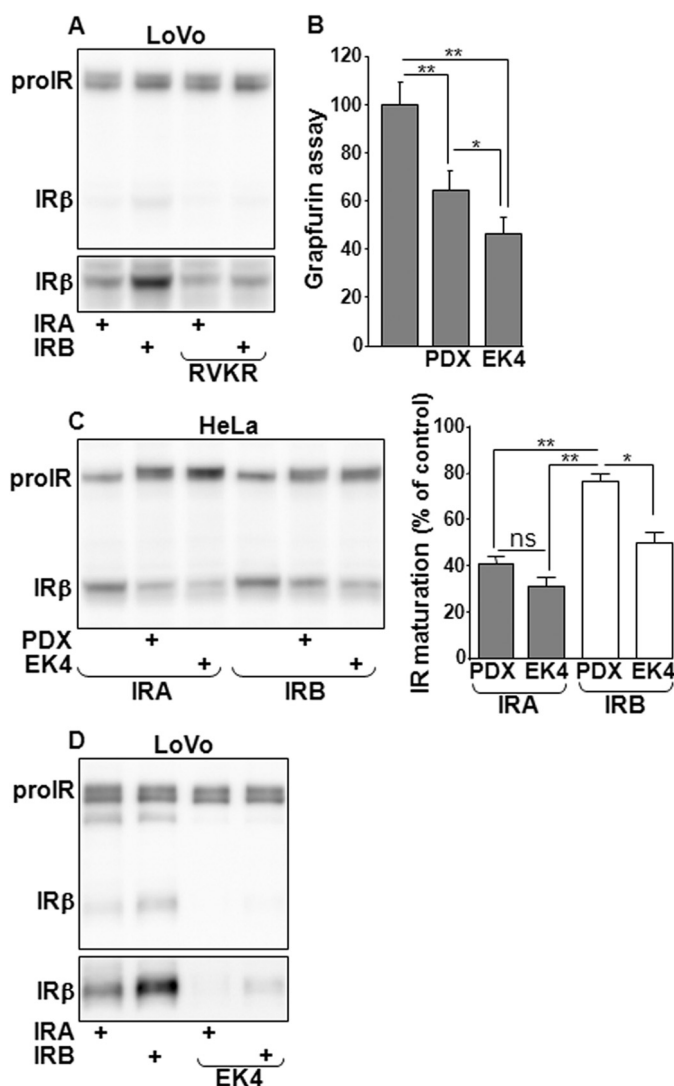 A
LoVo
proIR
IRβ
IRβ
IRA + +
IRB + +
RVKR
B
Grapfurin assay
120
100
80
60
40
20
0
**
**
*
PDX EK4
C
HeLa
proIR
IRβ
PDX + +
EK4 + +
IRA IRB
IR maturation (% of control)
100
80
60
40
20
0
**
** *
ns
PDX EK4 PDX EK4
IRA IRB
D
LoVo
proIR
IRβ
IRβ
IRA + +
IRB + +
EK4